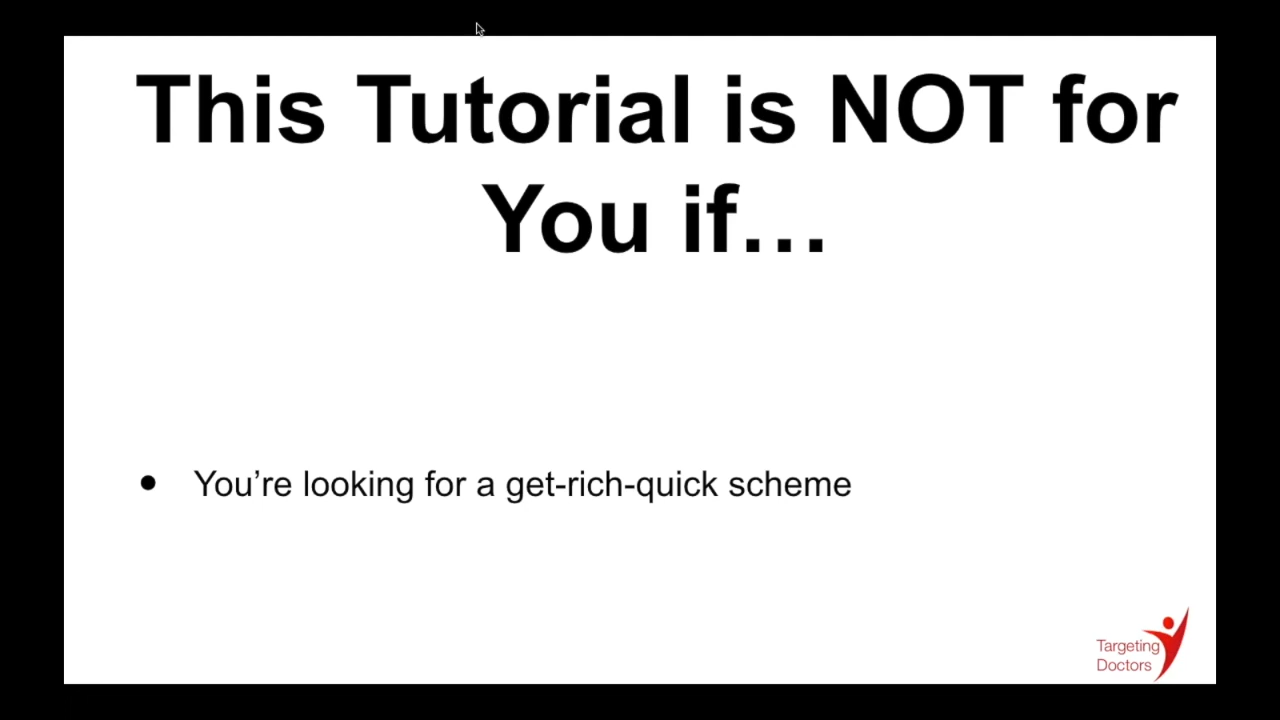 This Tutorial is NOT for
You if…
● You’re looking for a get-rich-quick scheme
Targeting
Doctors